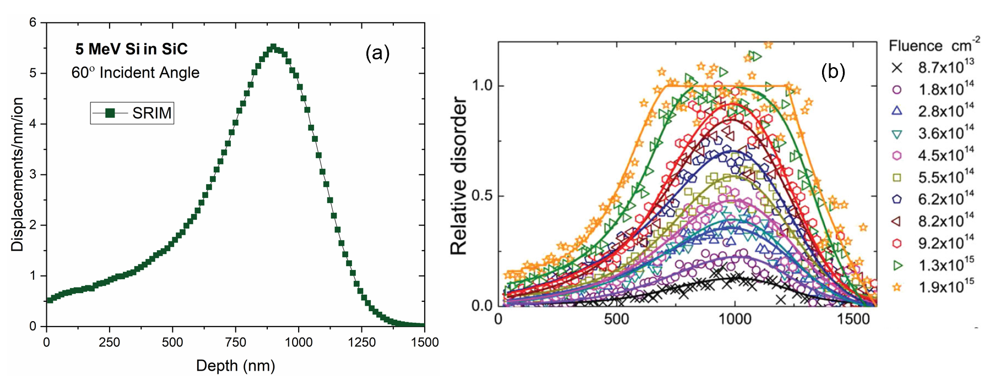 5 MeV Si in SiC
60° Incident Angle
(a)
SRIM
Displacements/nm/ion
6
5
4
3
2
1
0
0 250 500 750 1000 1250 1500
Depth (nm)
(b)
Relative disorder
1.0
0.5
0.0
0 500 1000 1500
Fluence cm-2
8.7x10^13
1.8x10^14
2.8x10^14
3.6x10^14
4.5x10^14
5.5x10^14
6.2x10^14
8.2x10^14
9.2x10^14
1.3x10^15
1.9x10^15